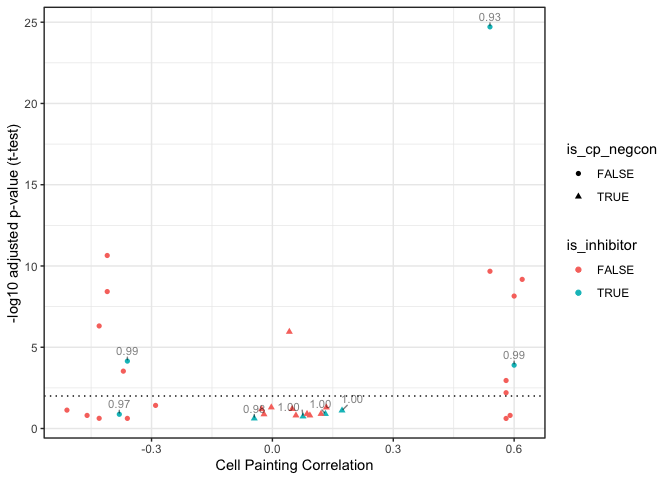 0.93
25
20
15
10
5
0
-log10 adjusted p-value (t-test)
0.99
0.97
0.99
1.00
1.00
1.00
0.99
-0.3
0.0
0.3
0.6
Cell Painting Correlation
is_cp_negcon
FALSE
TRUE
is_inhibitor
FALSE
TRUE